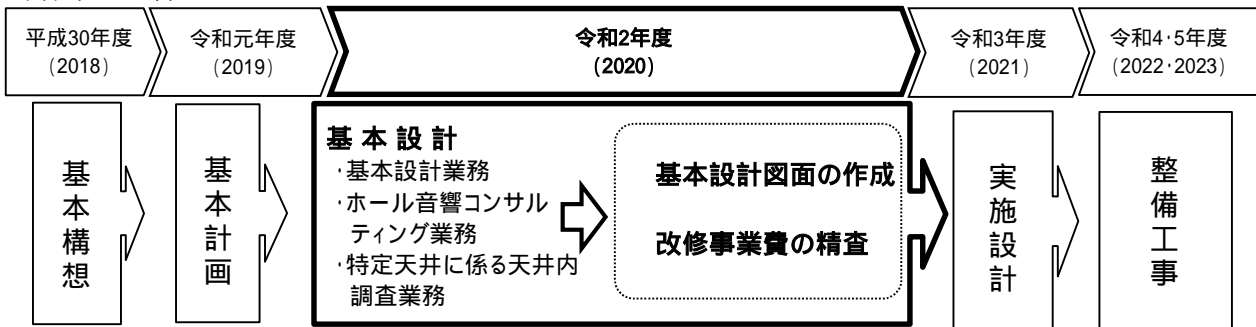 平成30年度
(2018)
令和元年度
(2019)
令和2年度
(2020)
令和3年度
(2021)
令和4・5年度
(2022・2023)
基本構想
基本計画
基本設計
・基本設計業務
・ホール音響コンサル
ティング業務
・特定天井に係る天井内
調査業務
基本設計図面の作成
改修事業費の精査
実施設計
整備工事